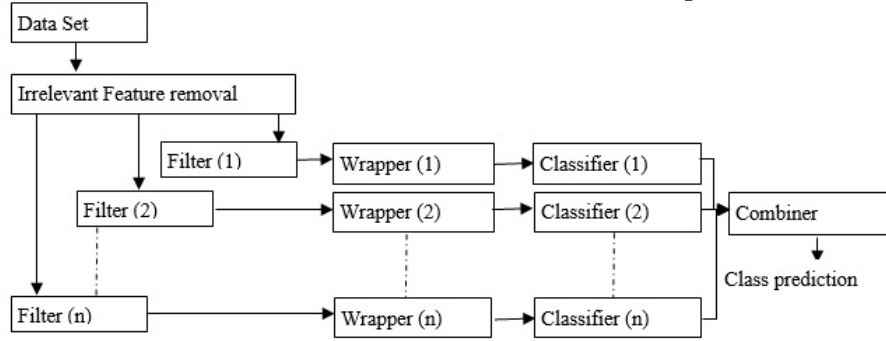 Data Set
Irrelevant Feature removal
Filter (1)
Wrapper (1)
Classifier (1)
Filter (2)
Wrapper (2)
Classifier (2)
Combiner
Class prediction
Filter (n)
Wrapper (n)
Classifier (n)